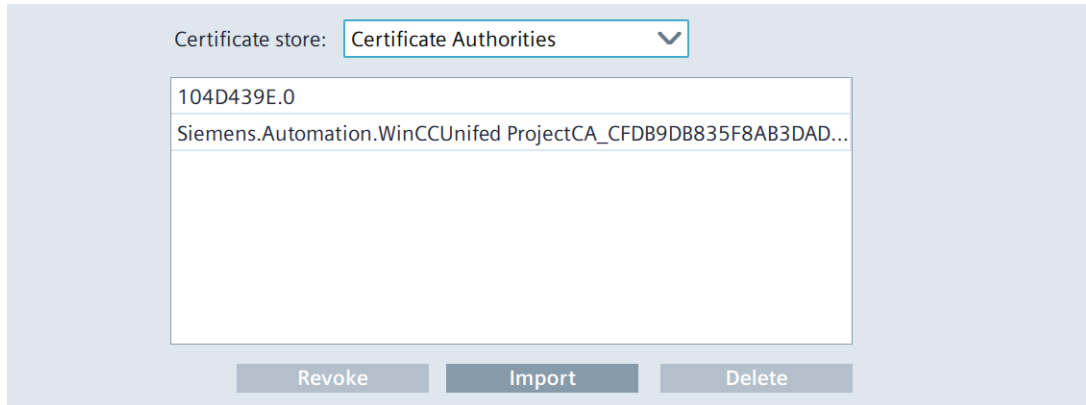 Certificate store: Certificate Authorities
104D439E.0
Siemens.Automation.WinCCUnifed ProjectCA_CFDB9DB835F8AB3DAD...
Revoke Import Delete